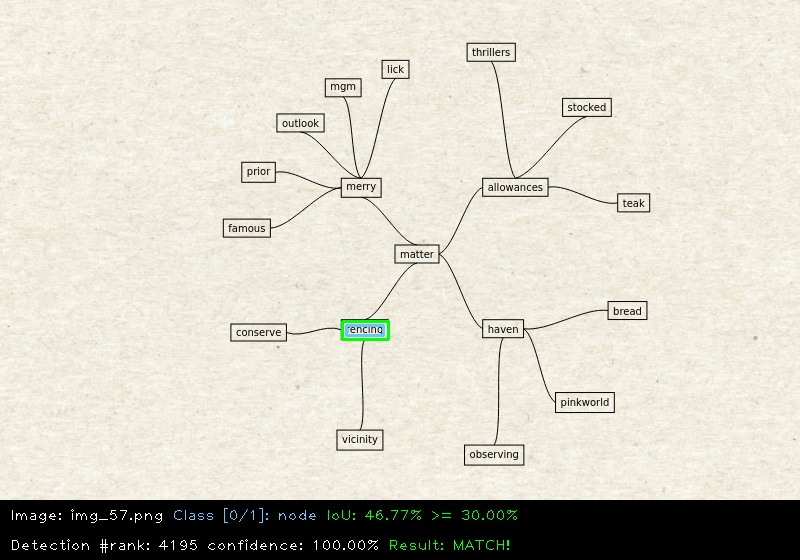 thrillers
lick
mgm
stocked
outlook
prior
merry
allowances
teak
famous
matter
bread
conserve
haven
pinkworld
vicinity
observing
Image: img_57.png Class [0/1]: node IoU: 46.77% >= 30.00%
Detection #rank: 4195 confidence: 100.00% Result: MATCH!